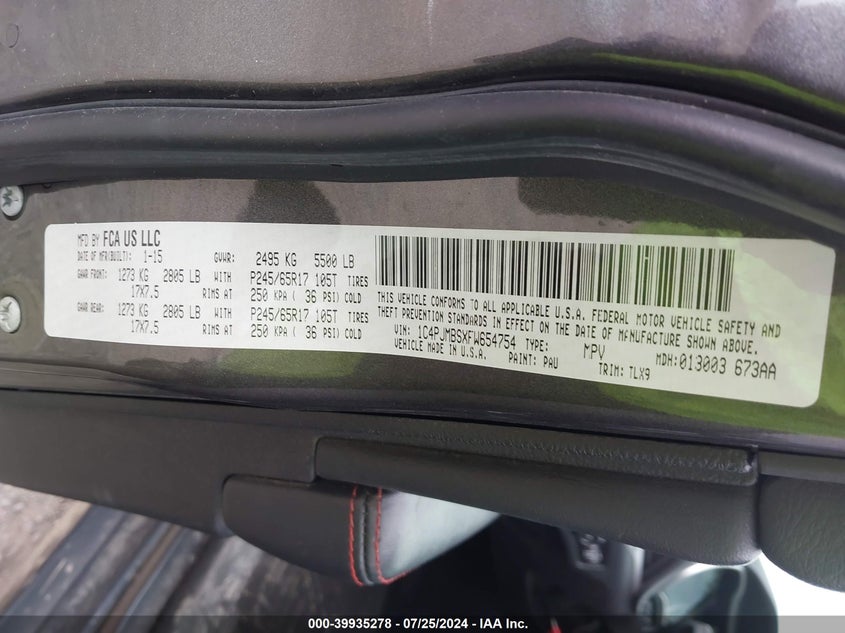 MFD BY FCA US LLC
DATE OF MFR(BUILT): 1-15 GVWR: 2495 KG 5500 LB
GAWR FRONT: 1273 KG 2805 LB WITH P245/65R17 105T TIRES
17X7.5 RIMS AT 250 KPA ( 36 PSI) COLD
GAWR REAR: 1273 KG 2805 LB WITH P245/65R17 105T TIRES
17X7.5 RIMS AT 250 KPA ( 36 PSI) COLD
THIS VEHICLE CONFORMS TO ALL APPLICABLE U.S.A. FEDERAL MOTOR VEHICLE SAFETY AND
THEFT PREVENTION STANDARDS IN EFFECT ON THE DATE OF MANUFACTURE SHOWN ABOVE.
VIN: 1C4PJMBSXFW654754 TYPE: MPV MDH:013003 673AA
VEHICLE MADE IN U.S.A. PAINT: PAU TRIM: TLX9
000-39935278 - 07/25/2024 - IAA Inc.